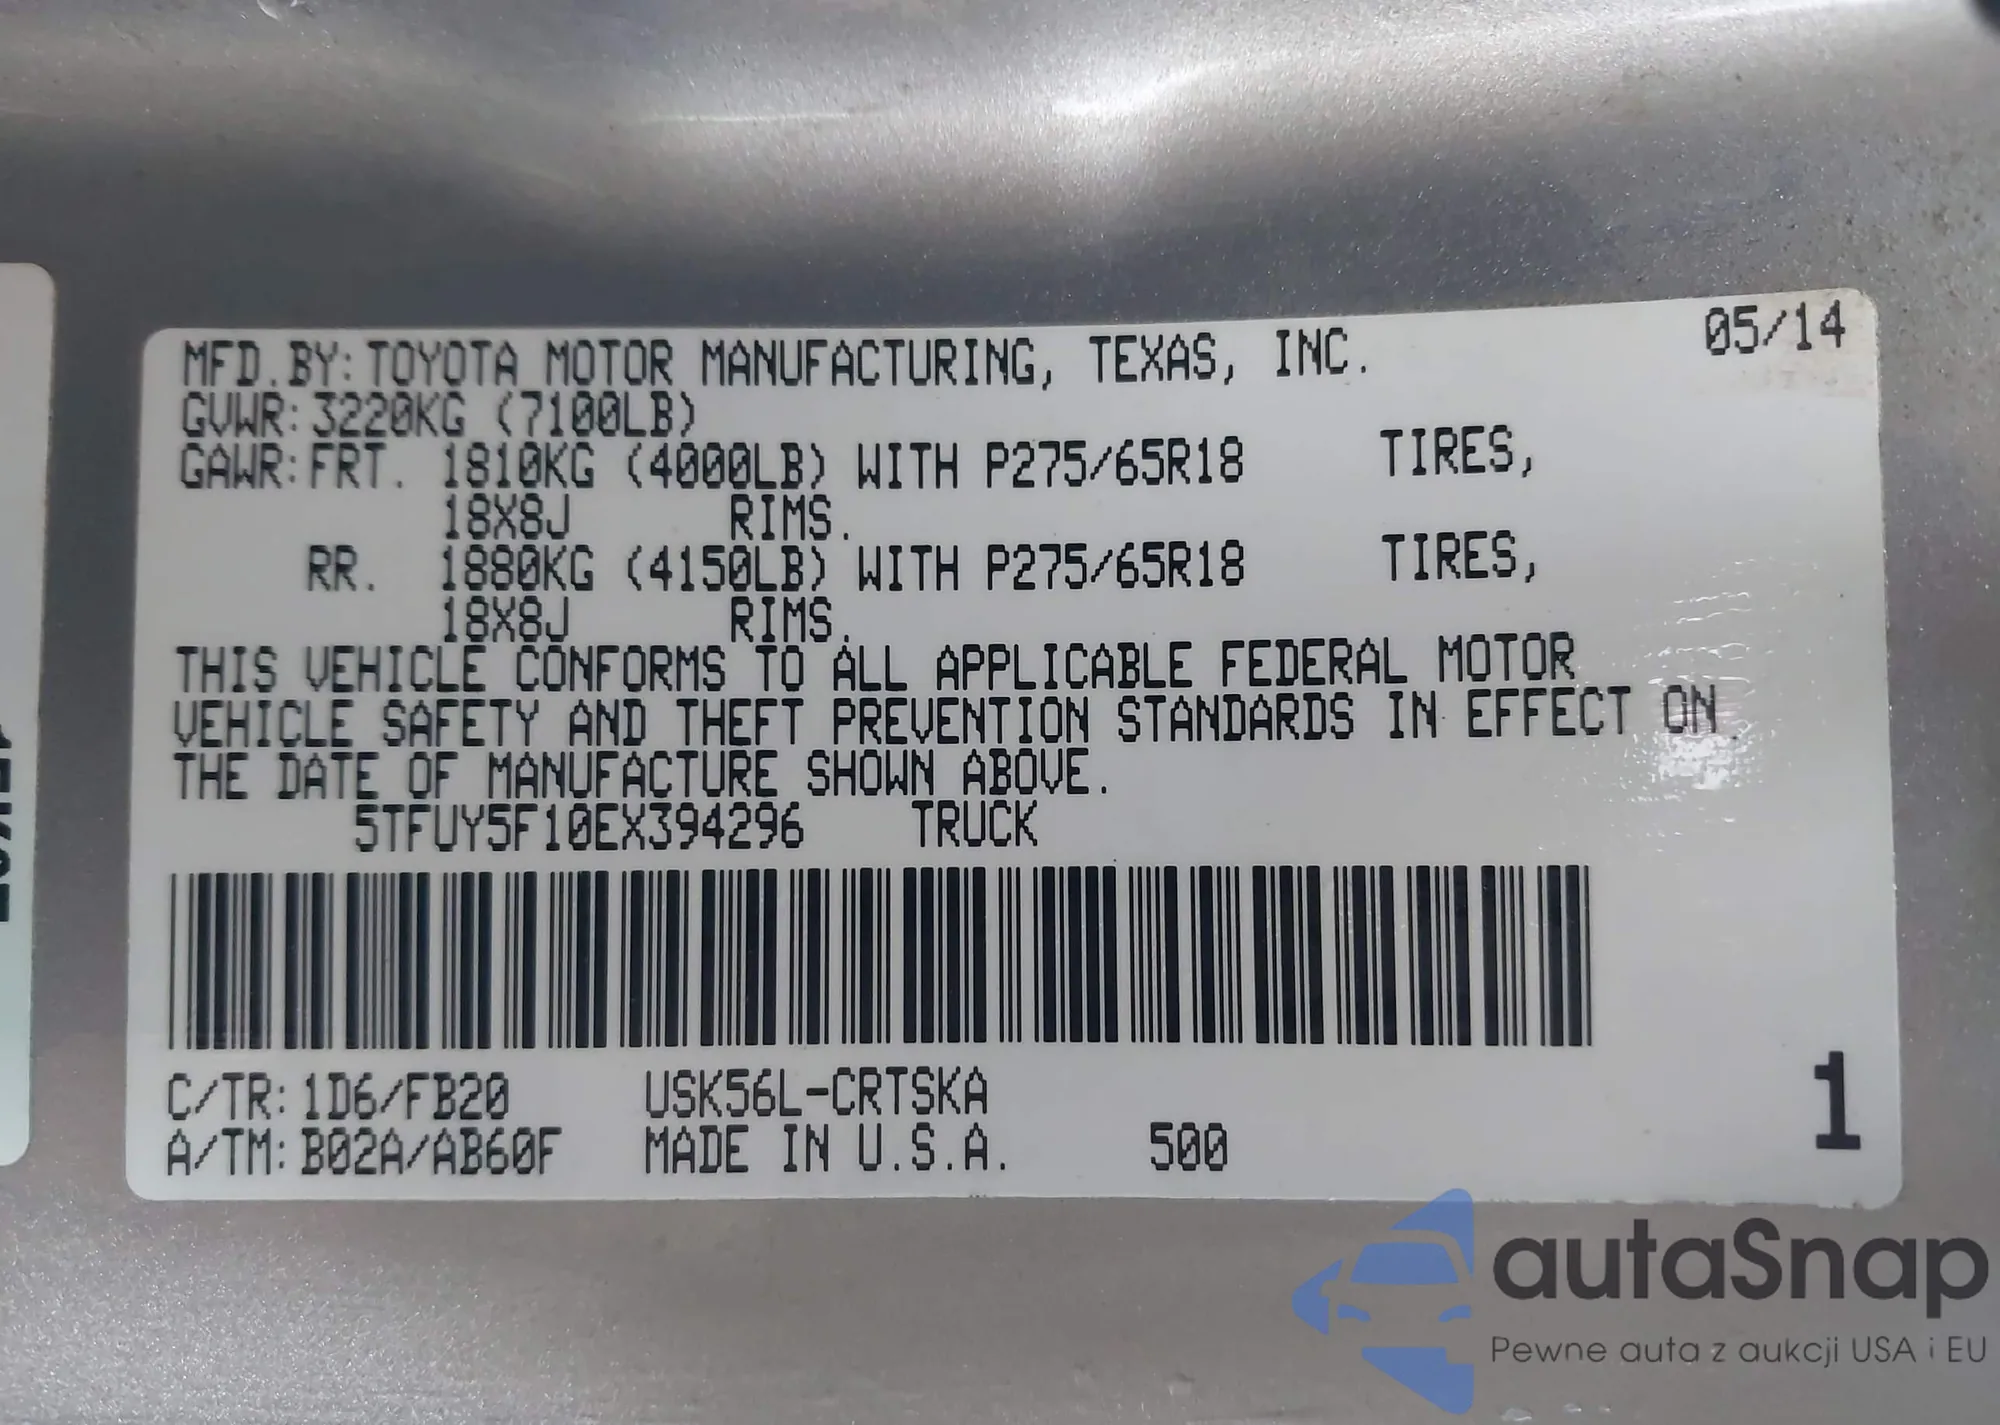 05/14
MFD.BY:TOYOTA MOTOR MANUFACTURING, TEXAS, INC.
GVWR:3220KG (7100LB)
GAWR:FRT. 1810KG (4000LB) WITH P275/65R18 TIRES,
18X8J RIMS.
RR. 1880KG (4150LB) WITH P275/65R18 TIRES,
18X8J RIMS.
THIS VEHICLE CONFORMS TO ALL APPLICABLE FEDERAL MOTOR
VEHICLE SAFETY AND THEFT PREVENTION STANDARDS IN EFFECT ON
THE DATE OF MANUFACTURE SHOWN ABOVE.
5TFUY5F10EX394296 TRUCK
C/TR:1D6/FB20 USK56L-CRTSKA
A/TM:B02A/AB60F MADE IN U.S.A. 500
1
autaSnap
Pewne auta z aukcji USA i EU